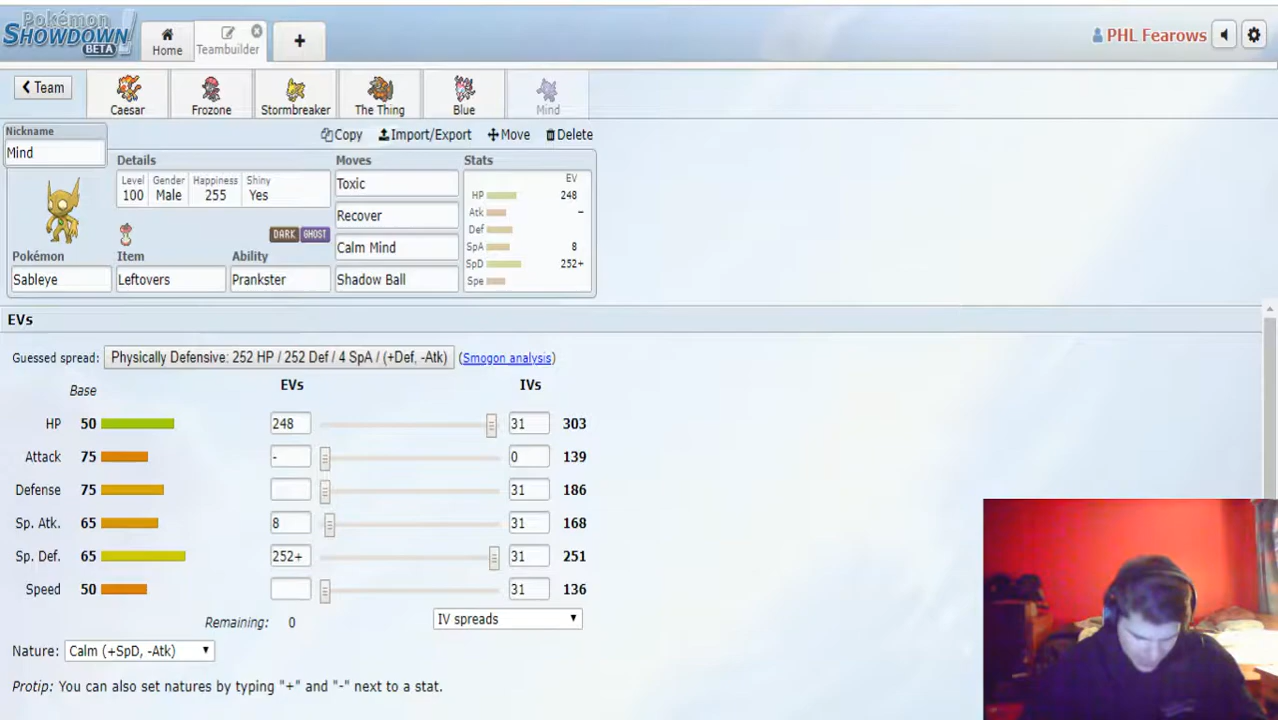 Pokémon
SHOWDOWN!
BETA
Home
Teambuilder
+
PHL Fearows
< Team
Caesar
Frozone
Stormbreaker
The Thing
Blue
Mind
Nickname
Mind
Copy Import/Export Move Delete
Details
Level Gender Happiness Shiny
100 Male 255 Yes
DARK GHOST
Pokémon
Sableye
Item
Leftovers
Ability
Prankster
Moves
Toxic
Recover
Calm Mind
Shadow Ball
Stats
EV
HP 248
Atk –
Def
SpA 8
SpD 252+
Spe
EVs
Guessed spread: Physically Defensive: 252 HP / 252 Def / 4 SpA / (+Def, -Atk) (Smogon analysis)
Base EVs IVs
HP 50 248 31 303
Attack 75 - 0 139
Defense 75 31 186
Sp. Atk. 65 8 31 168
Sp. Def. 65 252+ 31 251
Speed 50 31 136
Remaining: 0 IV spreads
Nature: Calm (+SpD, -Atk)
Protip: You can also set natures by typing "+" and "-" next to a stat.